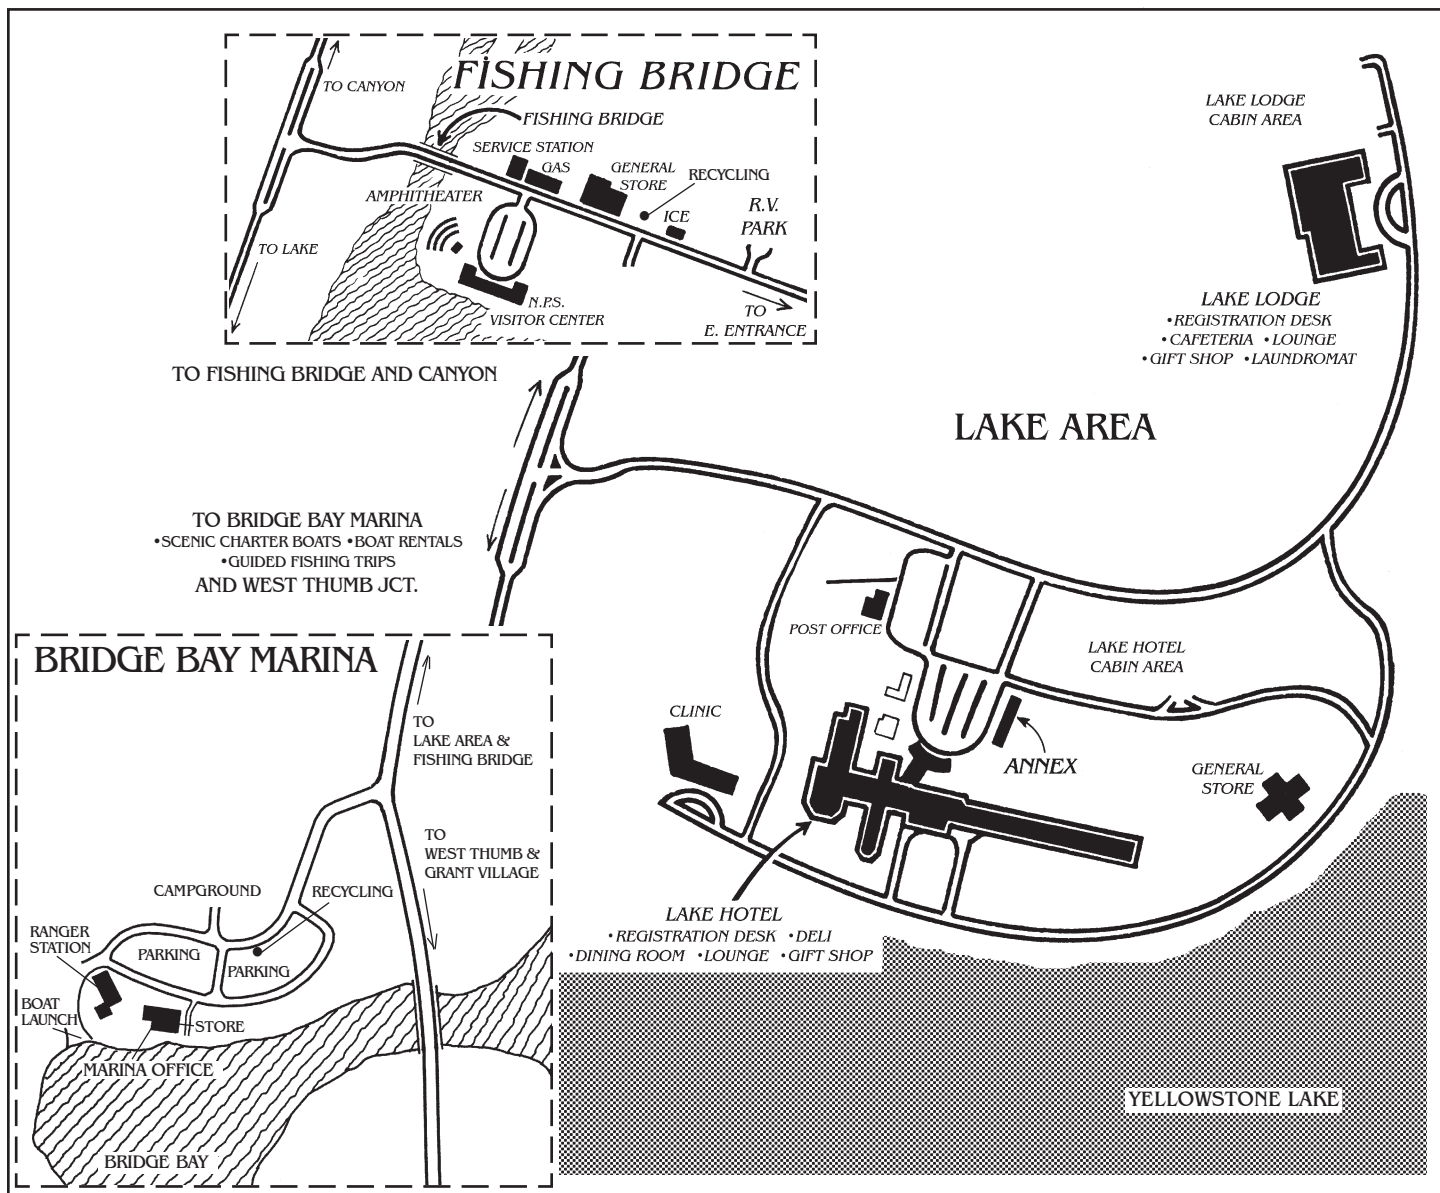 FISHING BRIDGE
TO CANYON
FISHING BRIDGE
SERVICE STATION
GAS
GENERAL
STORE
RECYCLING
AMPHITHEATER
ICE
R.V.
PARK
TO LAKE
N.P.S.
VISITOR CENTER
TO
E. ENTRANCE
LAKE LODGE
CABIN AREA
LAKE LODGE
•REGISTRATION DESK
•CAFETERIA •LOUNGE
•GIFT SHOP •LAUNDROMAT
TO FISHING BRIDGE AND CANYON
LAKE AREA
TO BRIDGE BAY MARINA
•SCENIC CHARTER BOATS •BOAT RENTALS
•GUIDED FISHING TRIPS
AND WEST THUMB JCT.
POST OFFICE
LAKE HOTEL
CABIN AREA
CLINIC
ANNEX
GENERAL
STORE
LAKE HOTEL
•REGISTRATION DESK •DELI
•DINING ROOM •LOUNGE •GIFT SHOP
YELLOWSTONE LAKE
BRIDGE BAY MARINA
TO
LAKE AREA &
FISHING BRIDGE
TO
WEST THUMB &
GRANT VILLAGE
CAMPGROUND
RECYCLING
RANGER
STATION
PARKING
PARKING
BOAT
LAUNCH
STORE
MARINA OFFICE
BRIDGE BAY